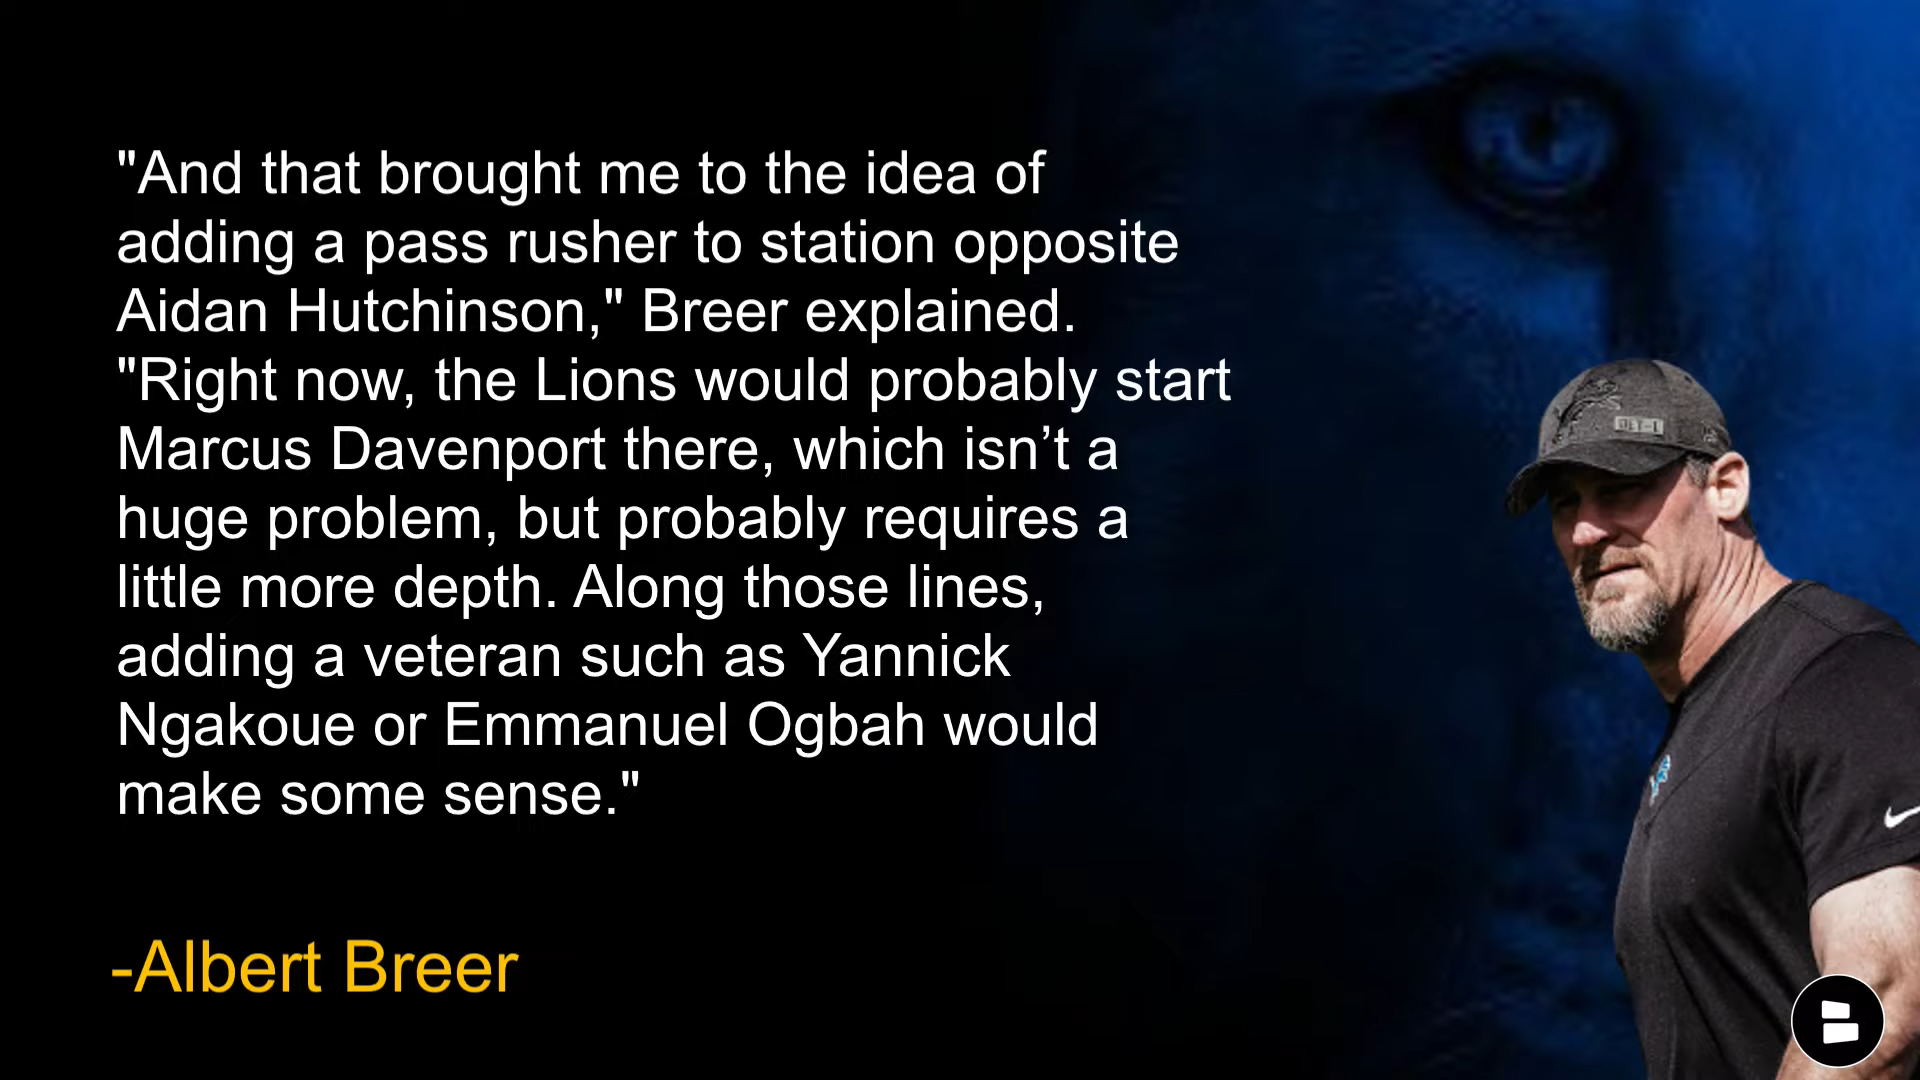 "And that brought me to the idea of
adding a pass rusher to station opposite
Aidan Hutchinson," Breer explained.
"Right now, the Lions would probably start
Marcus Davenport there, which isn’t a
huge problem, but probably requires a
little more depth. Along those lines,
adding a veteran such as Yannick
Ngakoue or Emmanuel Ogbah would
make some sense."
-Albert Breer
DET-L